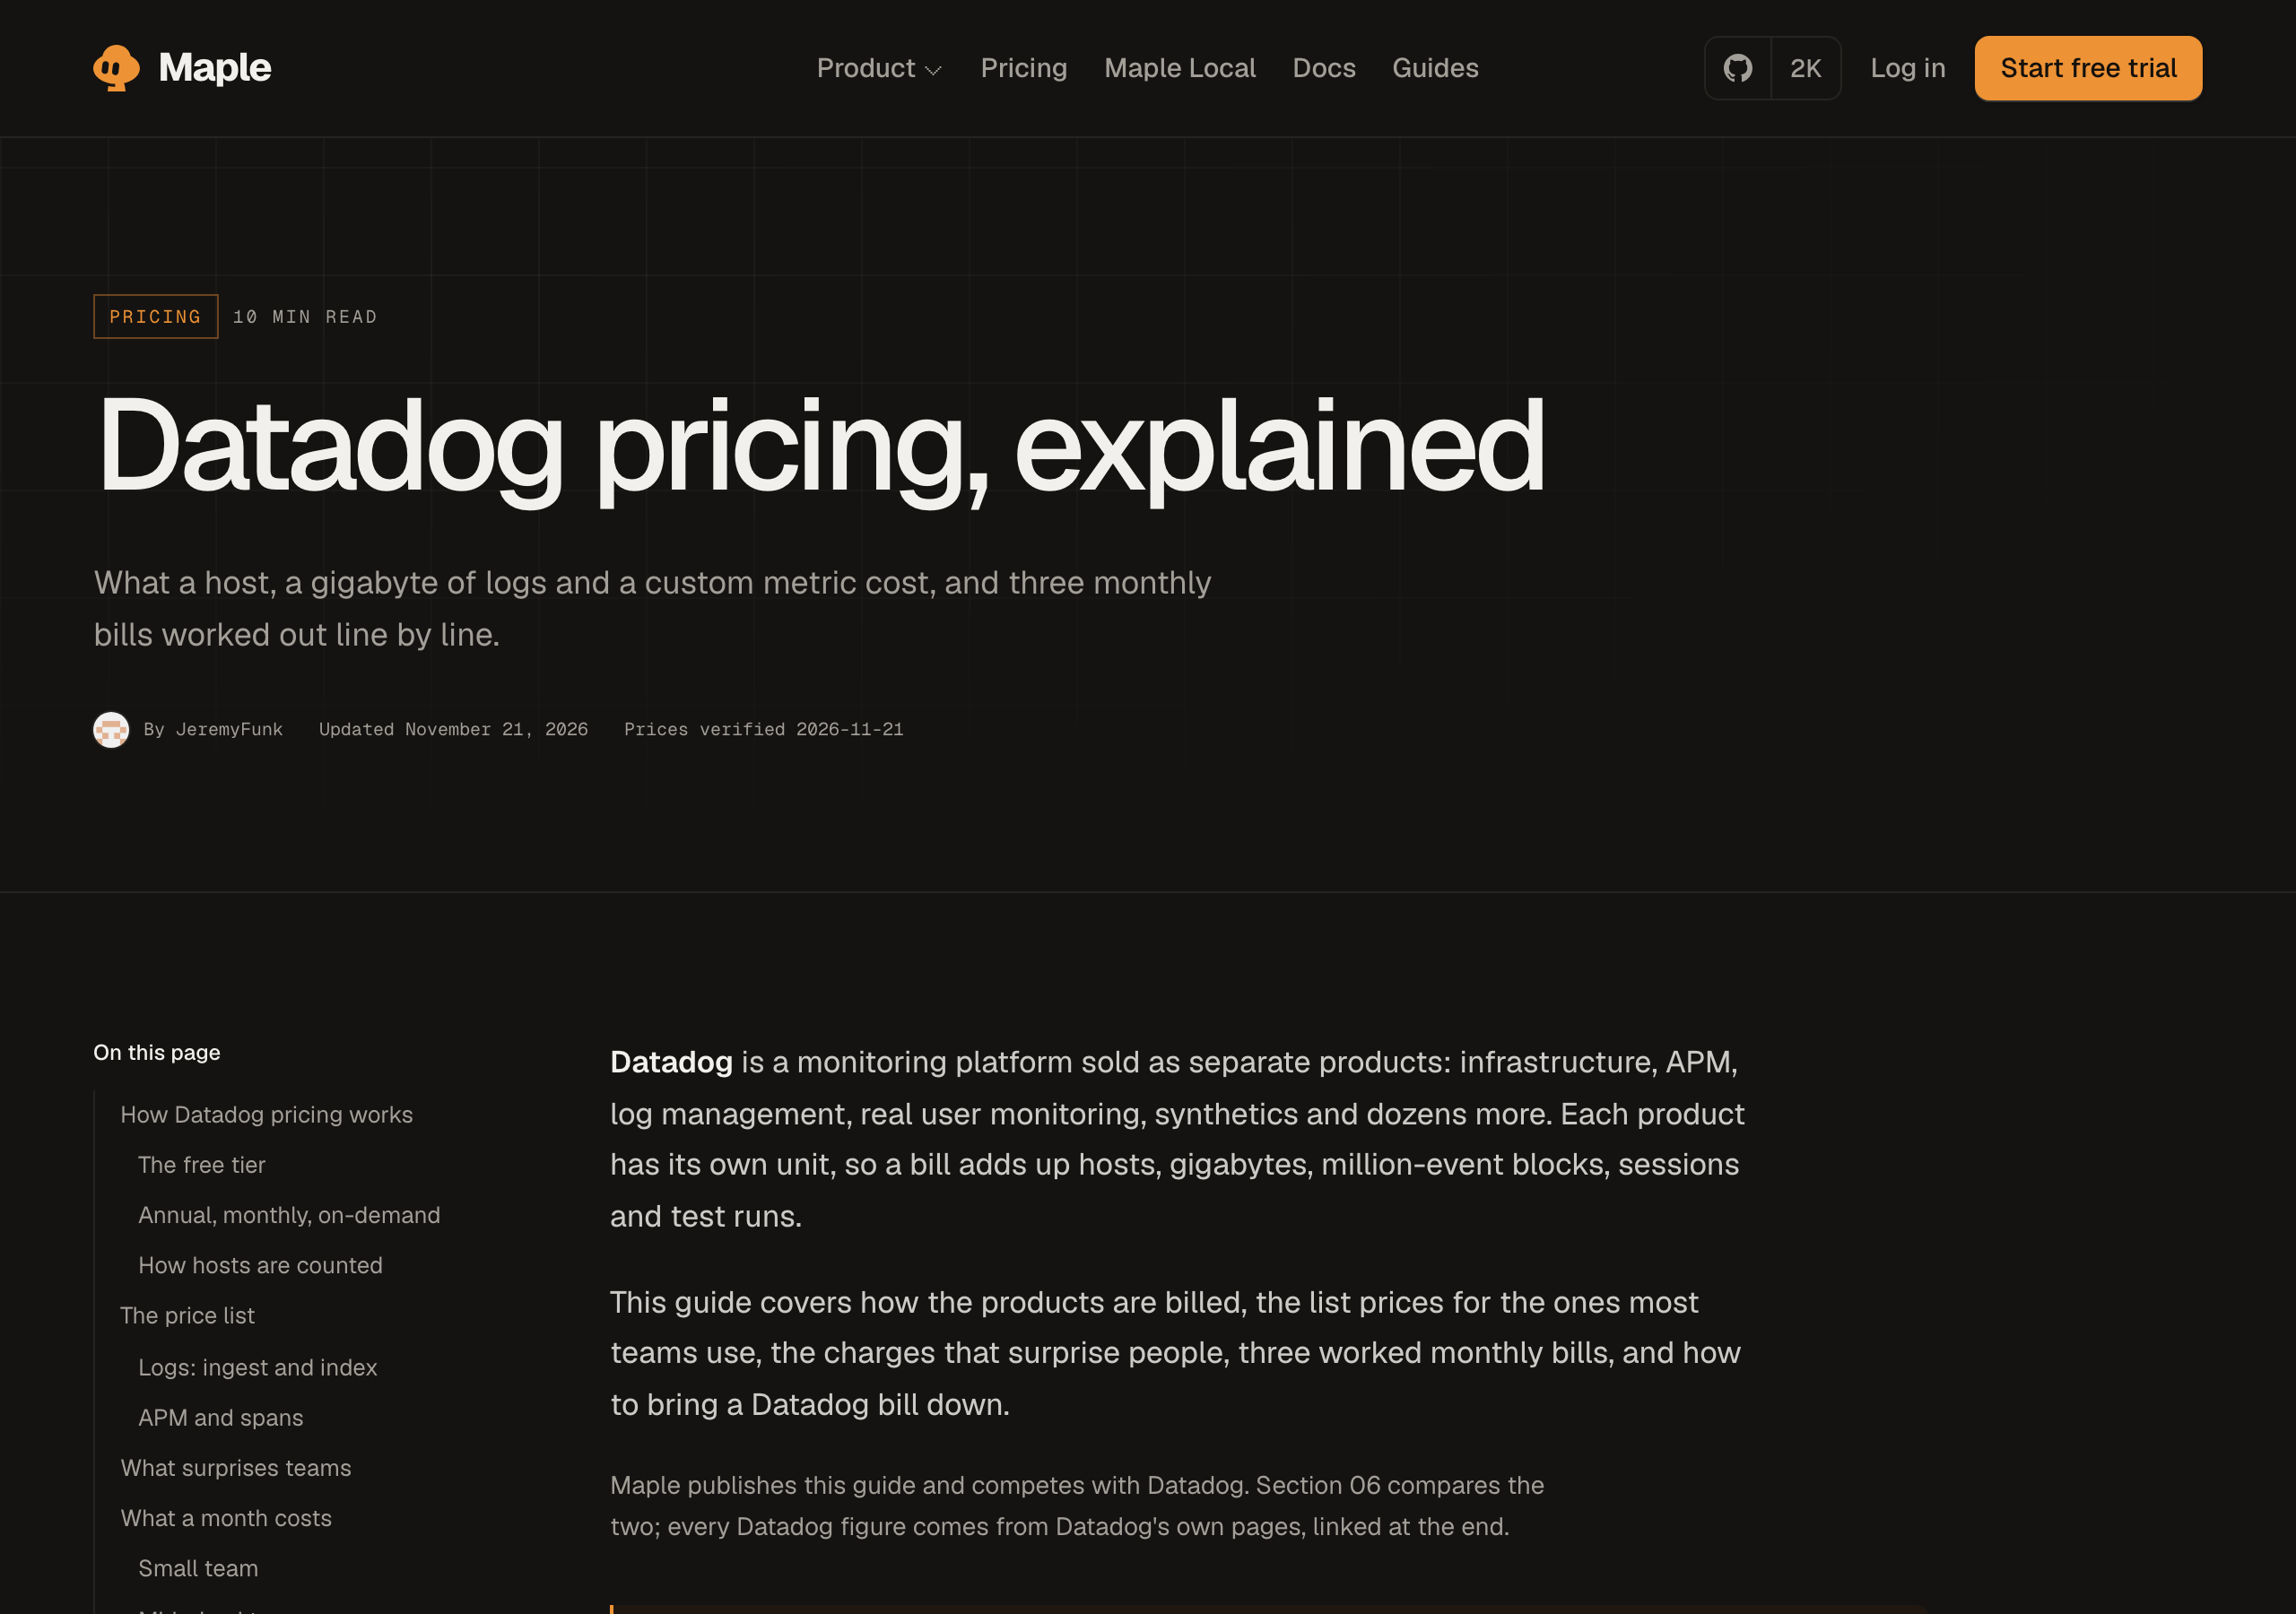 Maple
Product
Pricing
Maple Local
Docs
Guides
2K
Log in
Start free trial
PRICING
10 MIN READ
Datadog pricing, explained
What a host, a gigabyte of logs and a custom metric cost, and three monthly
bills worked out line by line.
By JeremyFunk
Updated November 21, 2026
Prices verified 2026-11-21
On this page
How Datadog pricing works
The free tier
Annual, monthly, on-demand
How hosts are counted
The price list
Logs: ingest and index
APM and spans
What surprises teams
What a month costs
Small team
Datadog is a monitoring platform sold as separate products: infrastructure, APM,
log management, real user monitoring, synthetics and dozens more. Each product
has its own unit, so a bill adds up hosts, gigabytes, million-event blocks, sessions
and test runs.
This guide covers how the products are billed, the list prices for the ones most
teams use, the charges that surprise people, three worked monthly bills, and how
to bring a Datadog bill down.
Maple publishes this guide and competes with Datadog. Section 06 compares the
two; every Datadog figure comes from Datadog's own pages, linked at the end.